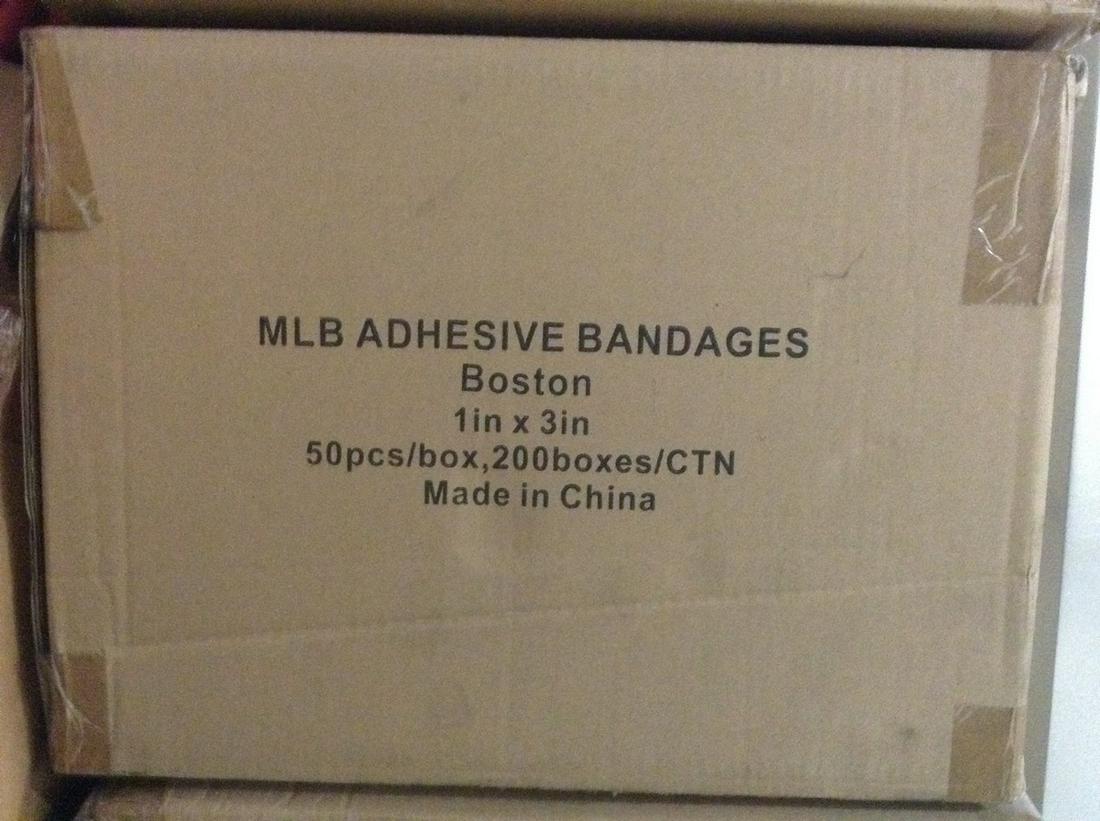 MLB ADHESIVE BANDAGES
Boston
1in x 3in
50pcs/box,200boxes/CTN
Made in China